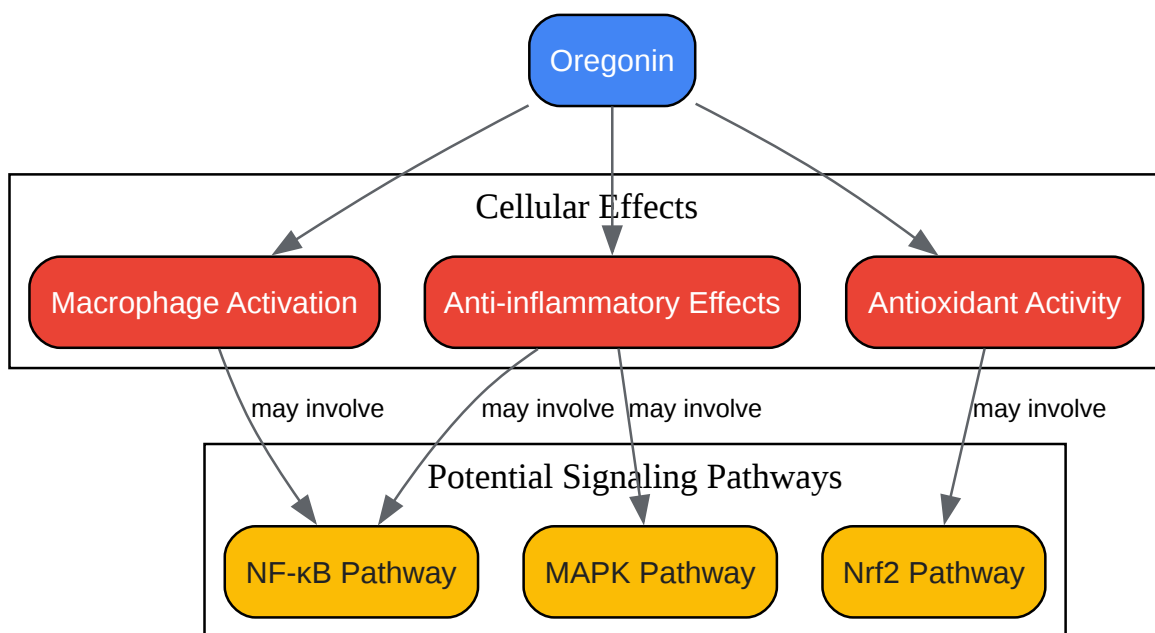 Oregonin
Cellular Effects
Macrophage Activation
Anti-inflammatory Effects
Antioxidant Activity
may involve
may involve
may involve
may involve
Potential Signaling Pathways
NF-κB Pathway
MAPK Pathway
Nrf2 Pathway